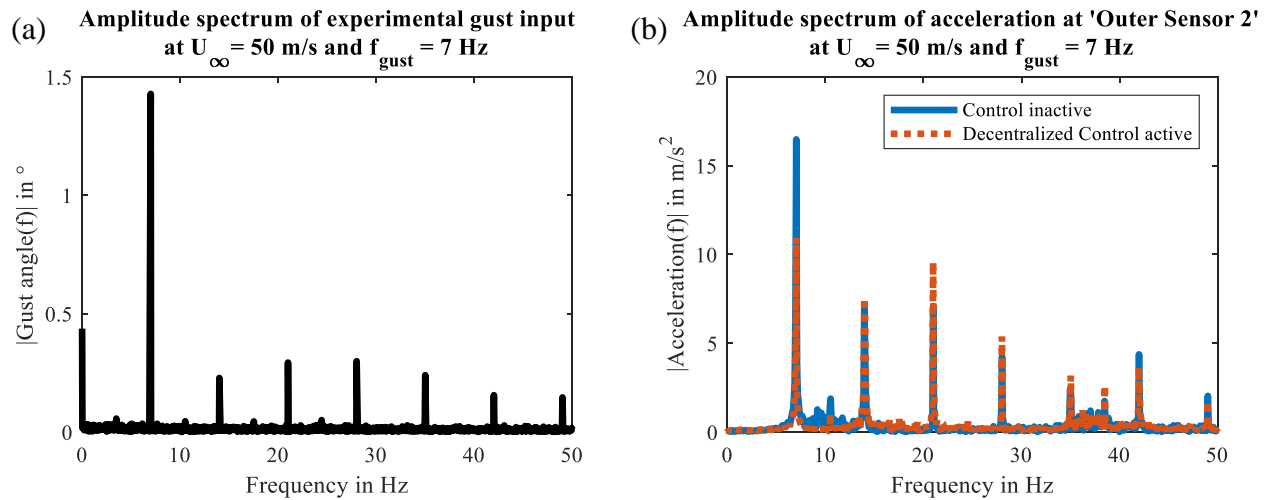 (a)
Amplitude spectrum of experimental gust input
at U∞ = 50 m/s and f_gust = 7 Hz
|Gust angle(f)| in °
1.5
1
0.5
0
0 10 20 30 40 50
Frequency in Hz
(b)
Amplitude spectrum of acceleration at 'Outer Sensor 2'
at U∞ = 50 m/s and f_gust = 7 Hz
|Acceleration(f)| in m/s²
20
15
10
5
0
Control inactive
Decentralized Control active
0 10 20 30 40 50
Frequency in Hz